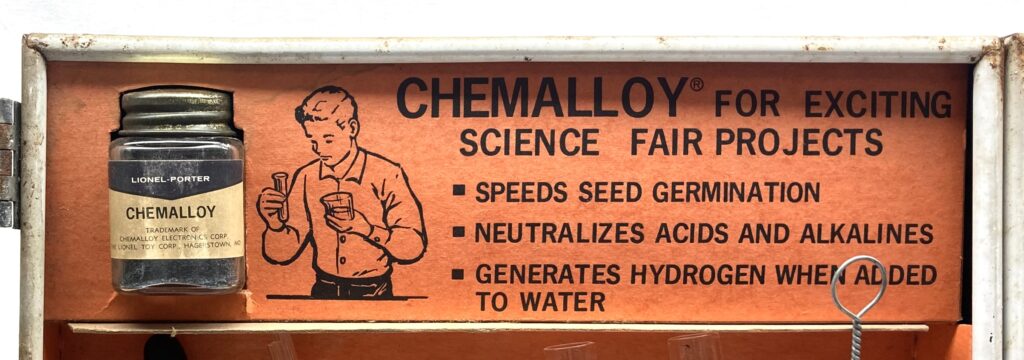 LIONEL-PORTER
CHEMALLOY
TRADEMARK OF
CHEMALLOY ELECTRONICS CORP.
LIONEL TOY CORP., HAGERSTOWN,
CHEMALLOY® FOR EXCITING
SCIENCE FAIR PROJECTS
▪ SPEEDS SEED GERMINATION
▪ NEUTRALIZES ACIDS AND ALKALINES
▪ GENERATES HYDROGEN WHEN ADDED
TO WATER